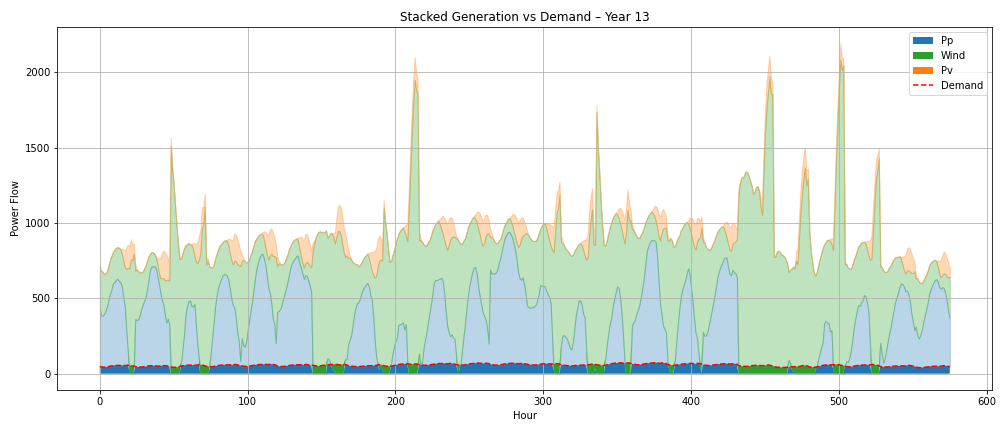 Stacked Generation vs Demand – Year 13
Pp
Wind
Pv
Demand
Power Flow
2000
1500
1000
500
0
0 100 200 300 400 500 600
Hour